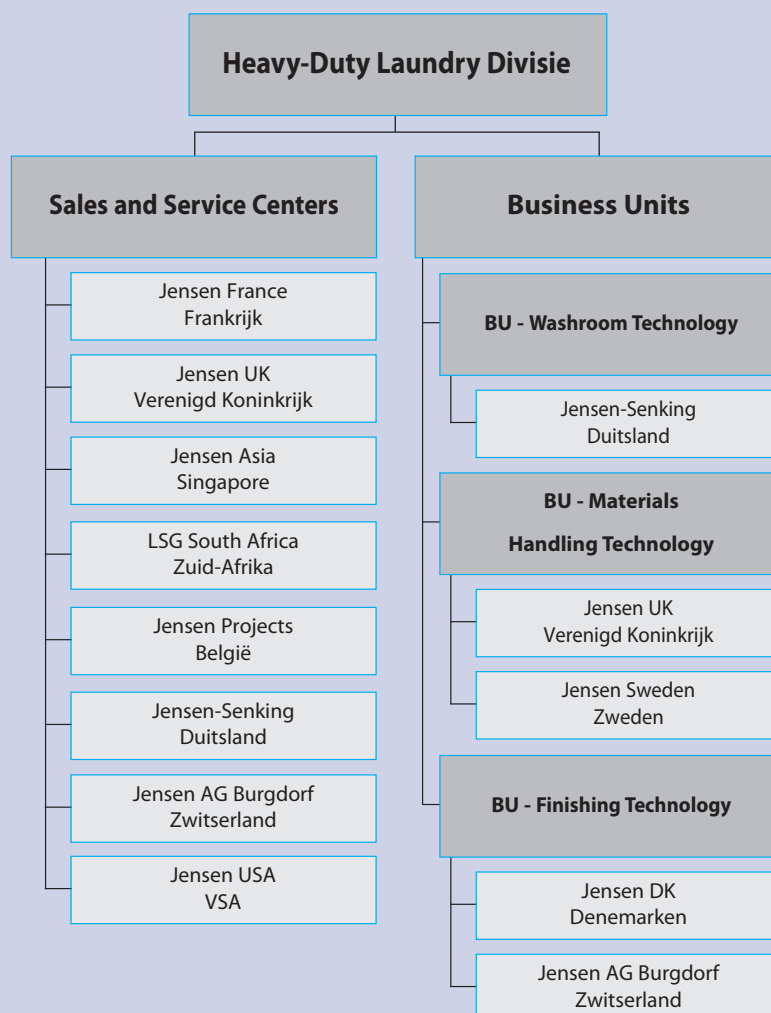 Heavy-Duty Laundry Divisie
Sales and Service Centers
Jensen France
Frankrijk
Jensen UK
Verenigd Koninkrijk
Jensen Asia
Singapore
LSG South Africa
Zuid-Afrika
Jensen Projects
België
Jensen-Senking
Duitsland
Jensen AG Burgdorf
Zwitserland
Jensen USA
VSA
Business Units
BU - Washroom Technology
Jensen-Senking
Duitsland
BU - Materials
Handling Technology
Jensen UK
Verenigd Koninkrijk
Jensen Sweden
Zweden
BU - Finishing Technology
Jensen DK
Denemarken
Jensen AG Burgdorf
Zwitserland